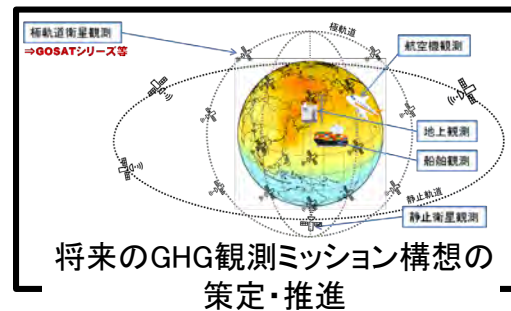 極軌道衛星観測
⇒GOSATシリーズ等
極軌道
航空機観測
地上観測
船舶観測
静止軌道
静止衛星観測
将来のGHG観測ミッション構想の
策定・推進